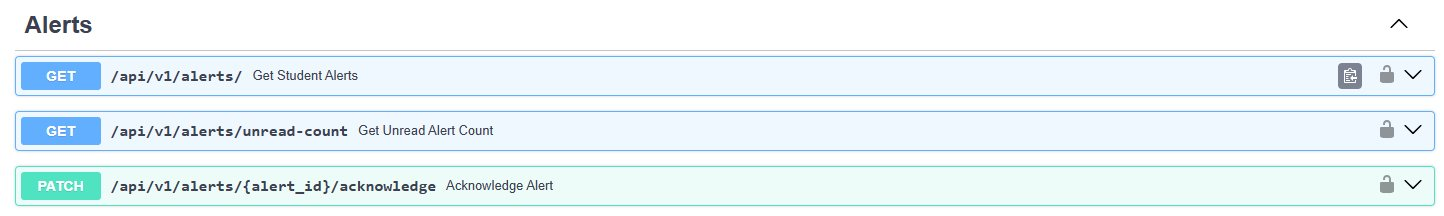 Alerts
GET /api/v1/alerts/ Get Student Alerts
GET /api/v1/alerts/unread-count Get Unread Alert Count
PATCH /api/v1/alerts/{alert_id}/acknowledge Acknowledge Alert